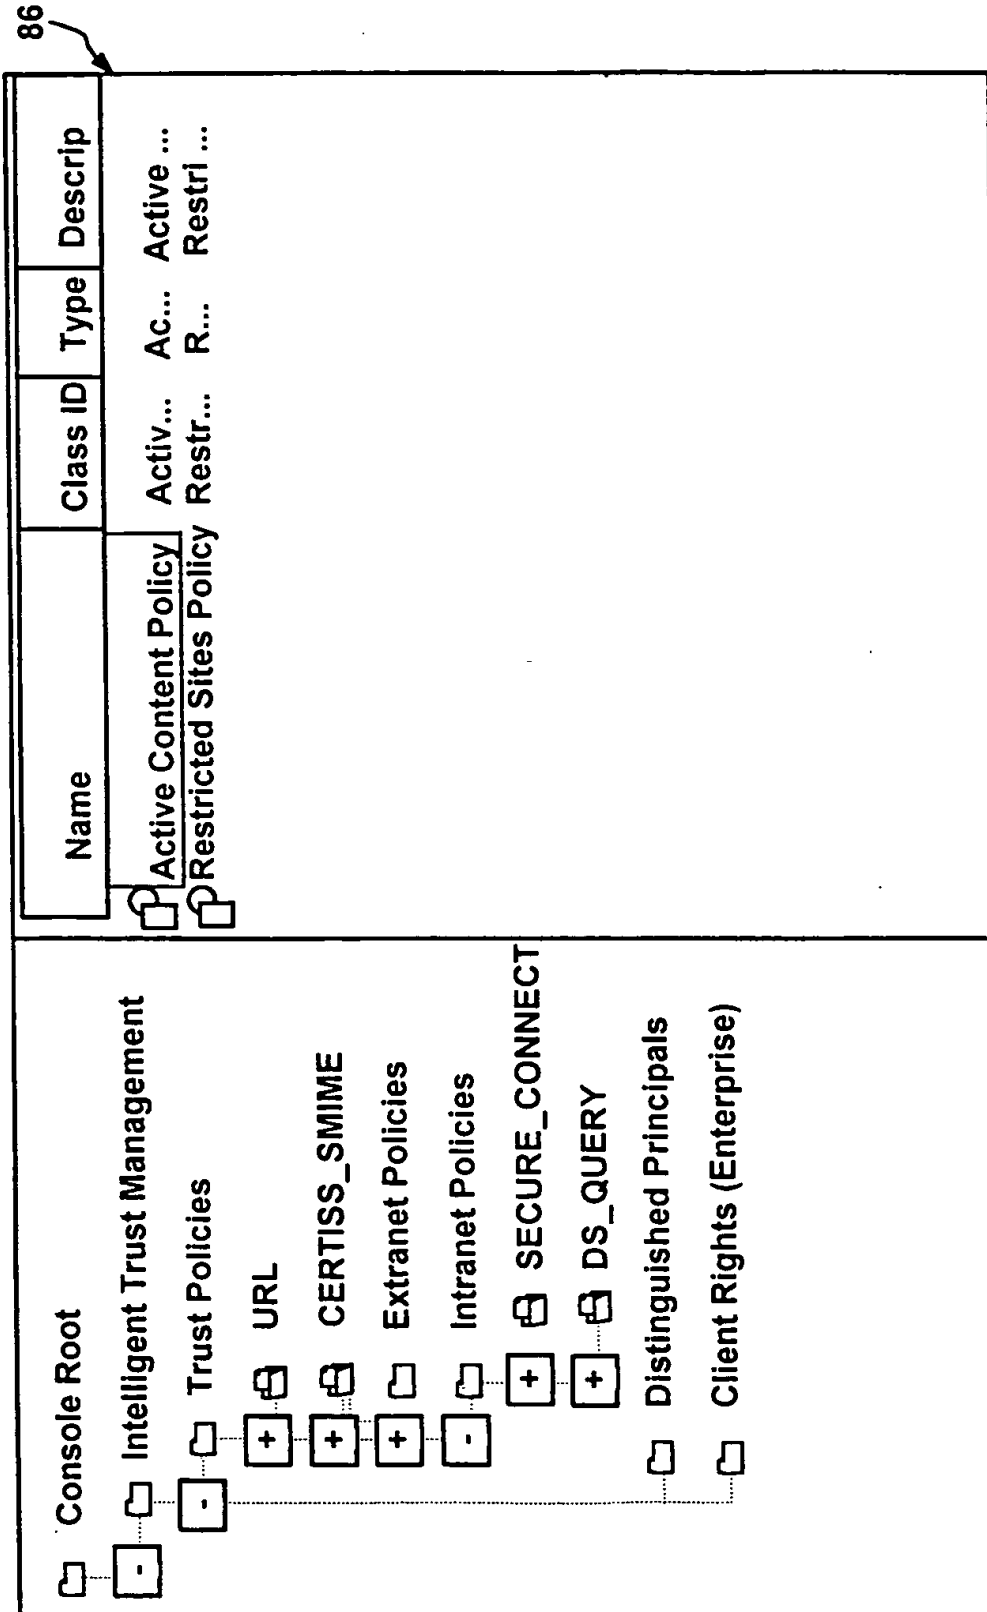 86
Console Root
- Intelligent Trust Management
- Trust Policies
+ URL
+ CERTISS_SMIME
+ Extranet Policies
- Intranet Policies
+ SECURE_CONNECT
+ DS_QUERY
Distinguished Principals
Client Rights (Enterprise)
Name Class ID Type Descrip
Active Content Policy Activ... Ac... Active ...
Restricted Sites Policy Restr... R... Restri ...